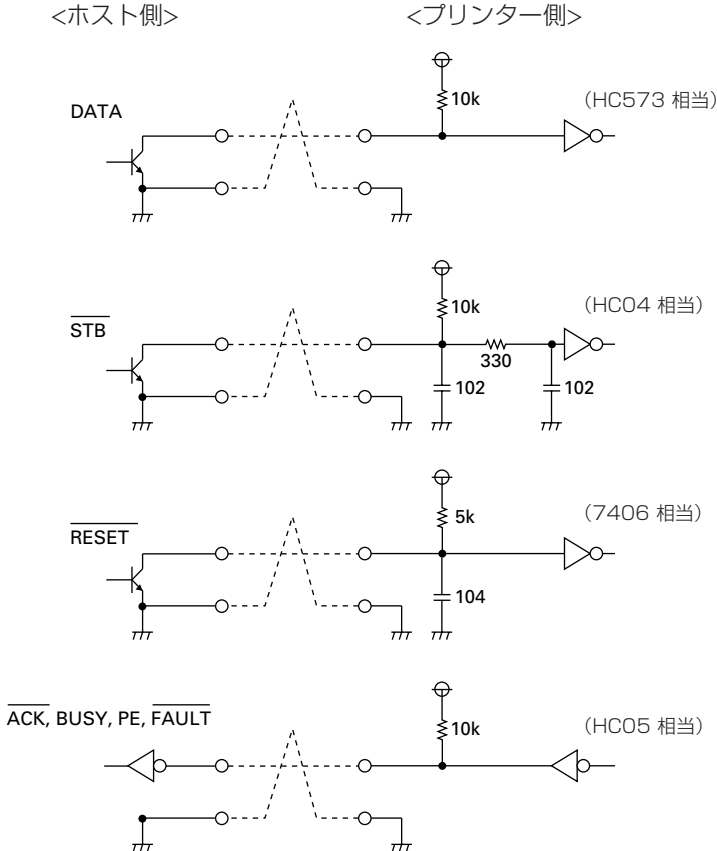 <ホスト側> <プリンター側>
DATA
10k
(HC573 相当)
STB
10k
(HC04 相当)
330
102
102
RESET
5k
(7406 相当)
104
ACK, BUSY, PE, FAULT
10k
(HC05 相当)